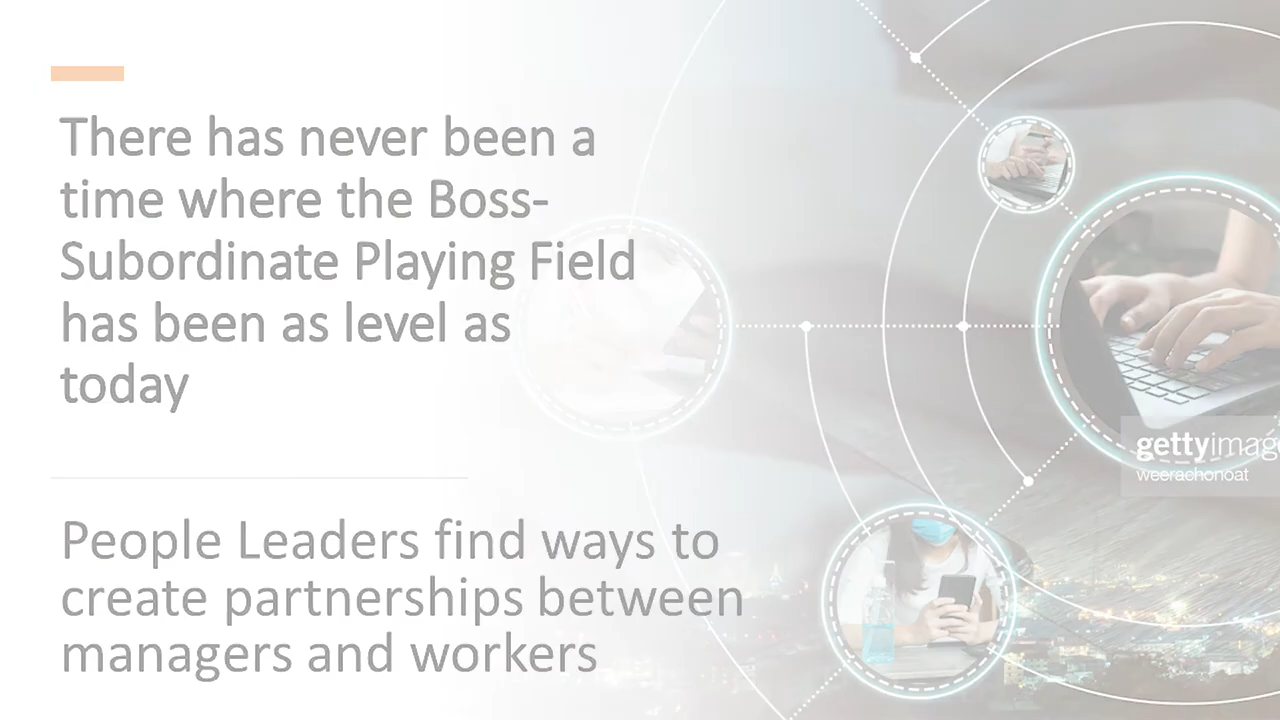 There has never been a
time where the Boss-
Subordinate Playing Field
has been as level as
today
People Leaders find ways to
create partnerships between
managers and workers
gettyimag
weerachonoat